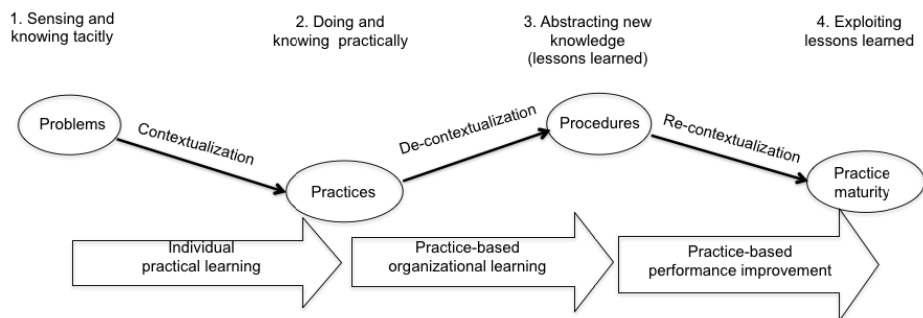 1. Sensing and
knowing tacitly
2. Doing and
knowing practically
3. Abstracting new
knowledge
(lessons learned)
4. Exploiting
lessons learned
Problems
Contextualization
Practices
De-contextualization
Procedures
Re-contextualization
Practice
maturity
Individual
practical learning
Practice-based
organizational learning
Practice-based
performance improvement